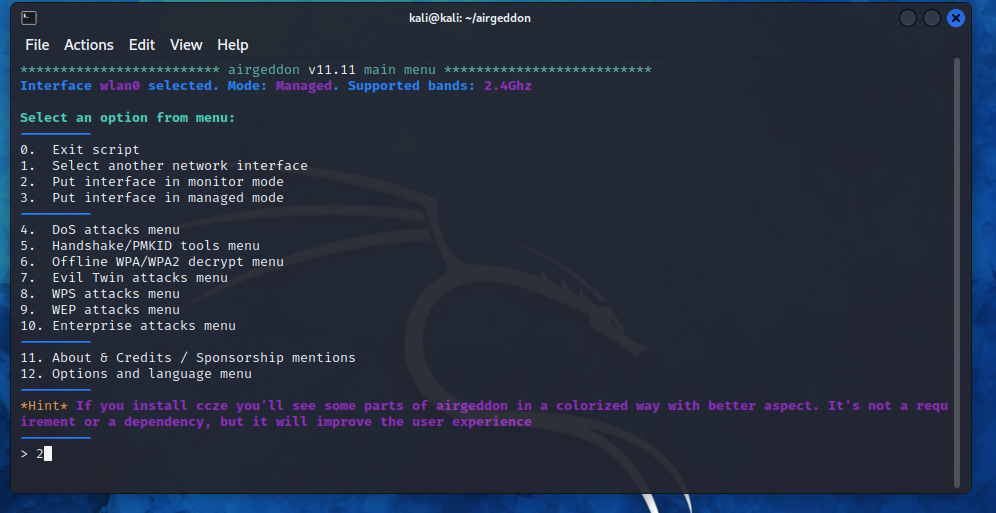 kali@kali: ~/airgeddon
File Actions Edit View Help
************************* airgeddon v11.11 main menu **************************
Interface wlan0 selected. Mode: Managed. Supported bands: 2.4Ghz
Select an option from menu:
---------
0. Exit script
1. Select another network interface
2. Put interface in monitor mode
3. Put interface in managed mode
---------
4. DoS attacks menu
5. Handshake/PMKID tools menu
6. Offline WPA/WPA2 decrypt menu
7. Evil Twin attacks menu
8. WPS attacks menu
9. WEP attacks menu
10. Enterprise attacks menu
---------
11. About & Credits / Sponsorship mentions
12. Options and language menu
---------
*Hint* If you install ccze you'll see some parts of airgeddon in a colorized way with better aspect. It's not a requ
irement or a dependency, but it will improve the user experience
---------
> 2